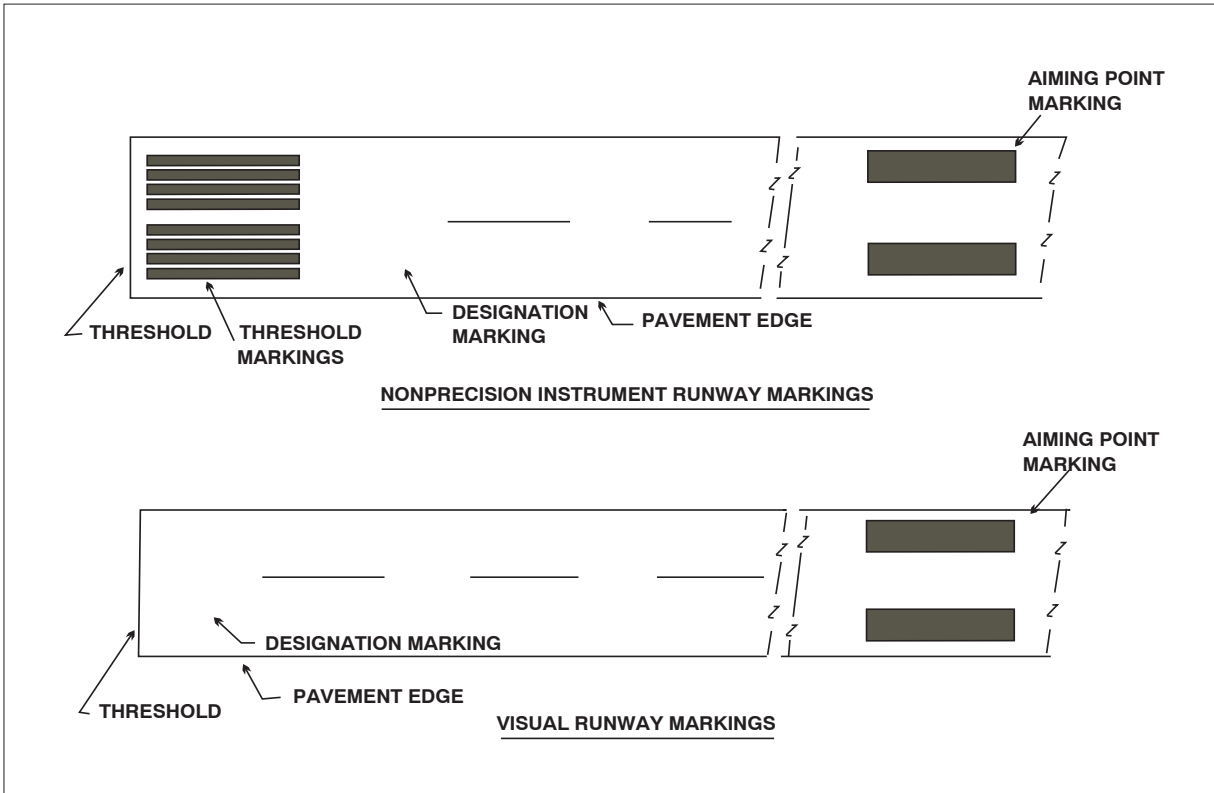 AIMING POINT
MARKING
THRESHOLD
THRESHOLD
MARKINGS
DESIGNATION
MARKING
PAVEMENT EDGE
NONPRECISION INSTRUMENT RUNWAY MARKINGS
AIMING POINT
MARKING
DESIGNATION MARKING
PAVEMENT EDGE
THRESHOLD
VISUAL RUNWAY MARKINGS